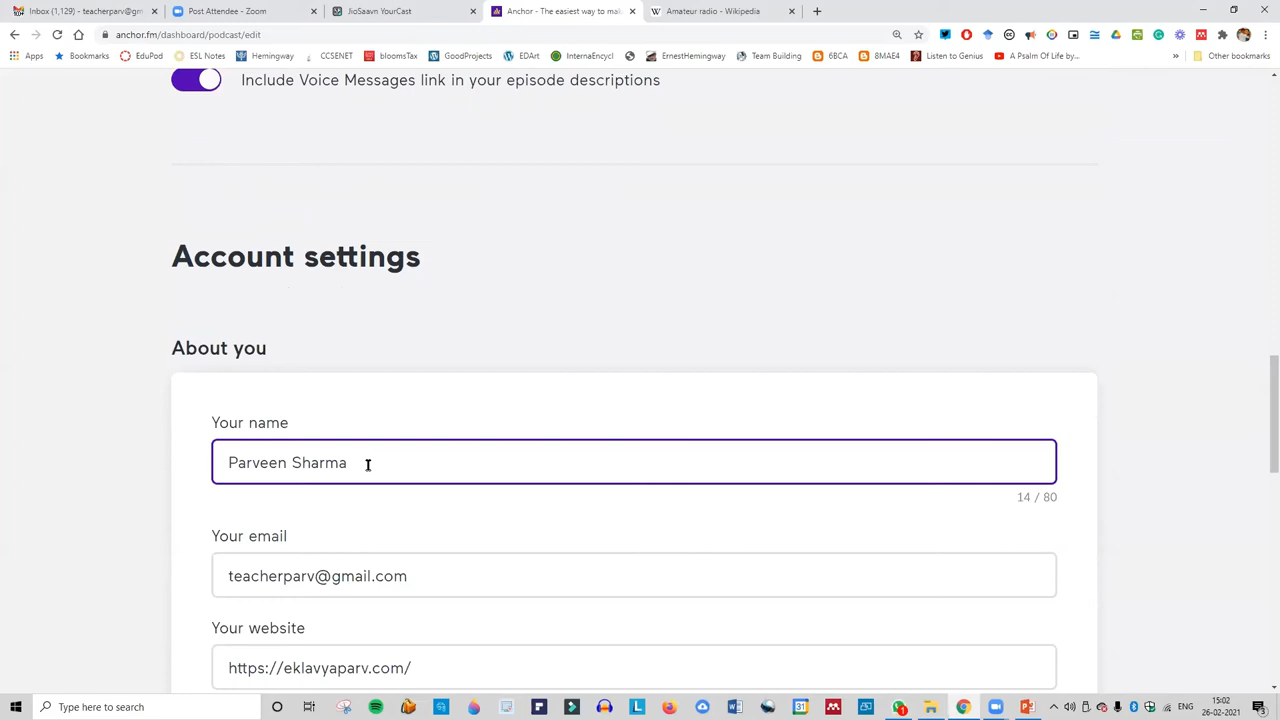 Inbox (1,129) - teacherparv@gm
Post Attendee - Zoom
JioSaavn YourCast
Anchor - The easiest way to mak
Amateur radio - Wikipedia
anchor.fm/dashboard/podcast/edit
Apps
Bookmarks
EduPod
ESL Notes
Hemingway
CCSENET
bloomsTax
GoodProjects
EDArt
InternaEncycl
ErnestHemingway
Team Building
6BCA
8MAE4
Listen to Genius
A Psalm Of Life by...
»
Other bookmarks
Include Voice Messages link in your episode descriptions
Account settings
About you
Your name
Parveen Sharma
14 / 80
Your email
teacherparv@gmail.com
Your website
https://eklavyaparv.com/
Type here to search
ENG
15:02
26-02-2021